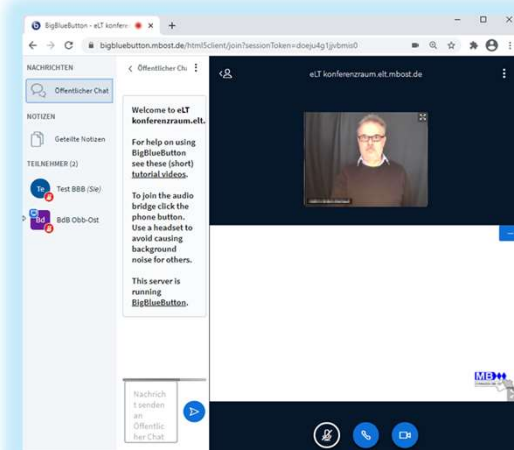 BigBlueButton - eLT konfere
bigbluebutton.mbost.de/html5client/join?sessionToken=doeju4g1jjvbmis0
NACHRICHTEN
Öffentlicher Chat
NOTIZEN
Geteilte Notizen
TEILNEHMER (2)
Te
Test BBB (Sie)
Bd
BdB Obb-Ost
Öffentlicher Cha
Welcome to eLT
konferenzraum.elt.
For help on using
BigBlueButton
see these (short)
tutorial videos.
To join the audio
bridge click the
phone button.
Use a headset to
avoid causing
background
noise for others.
This server is
running
BigBlueButton.
Nachrich
t senden
an
Öffentlic
her Chat
eLT konferenzraum.elt.mbost.de
MB